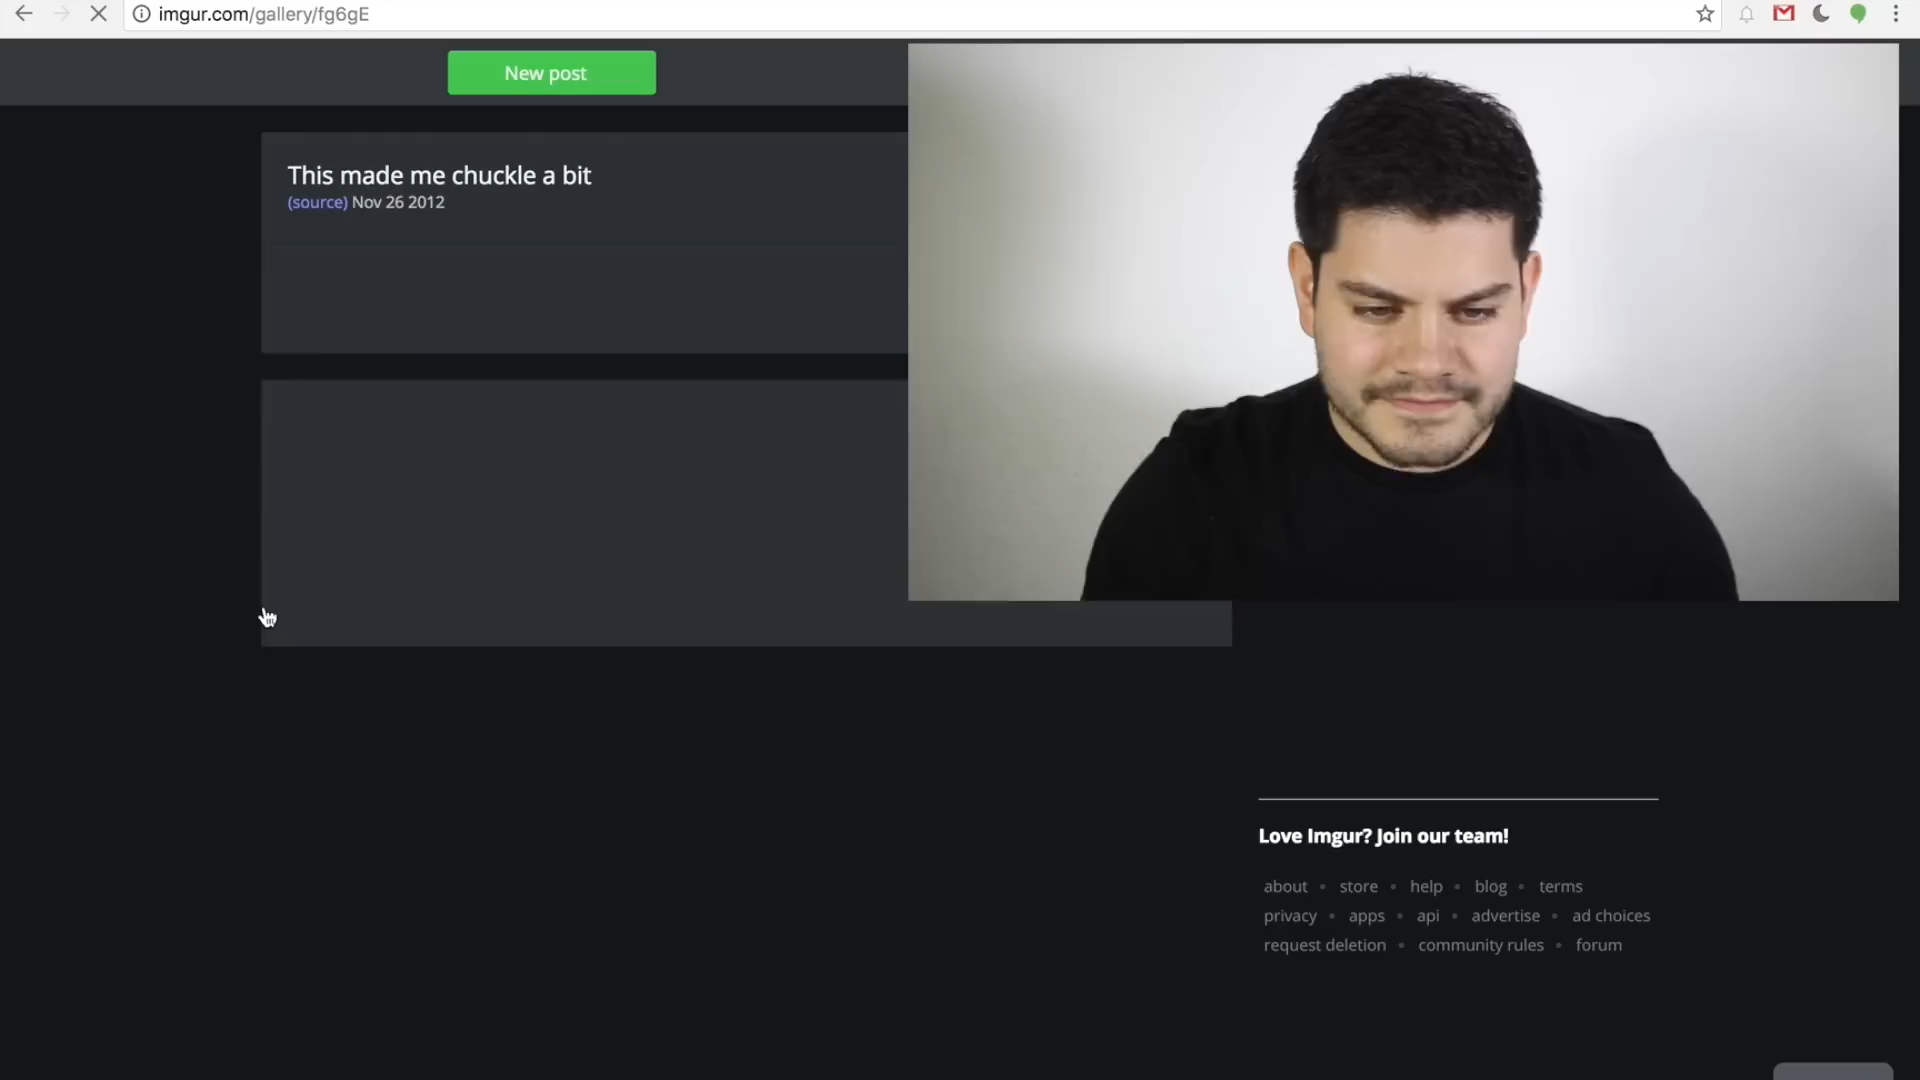 imgur.com/gallery/fg6gE
New post
This made me chuckle a bit
(source) Nov 26 2012
Love Imgur? Join our team!
about • store • help • blog • terms
privacy • apps • api • advertise • ad choices
request deletion • community rules • forum